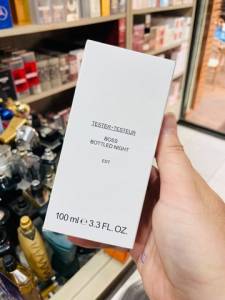 TESTER-TESTEUR
BOSS
BOTTLED NIGHT
EDT
100 ml ℮ 3.3 FL. OZ.